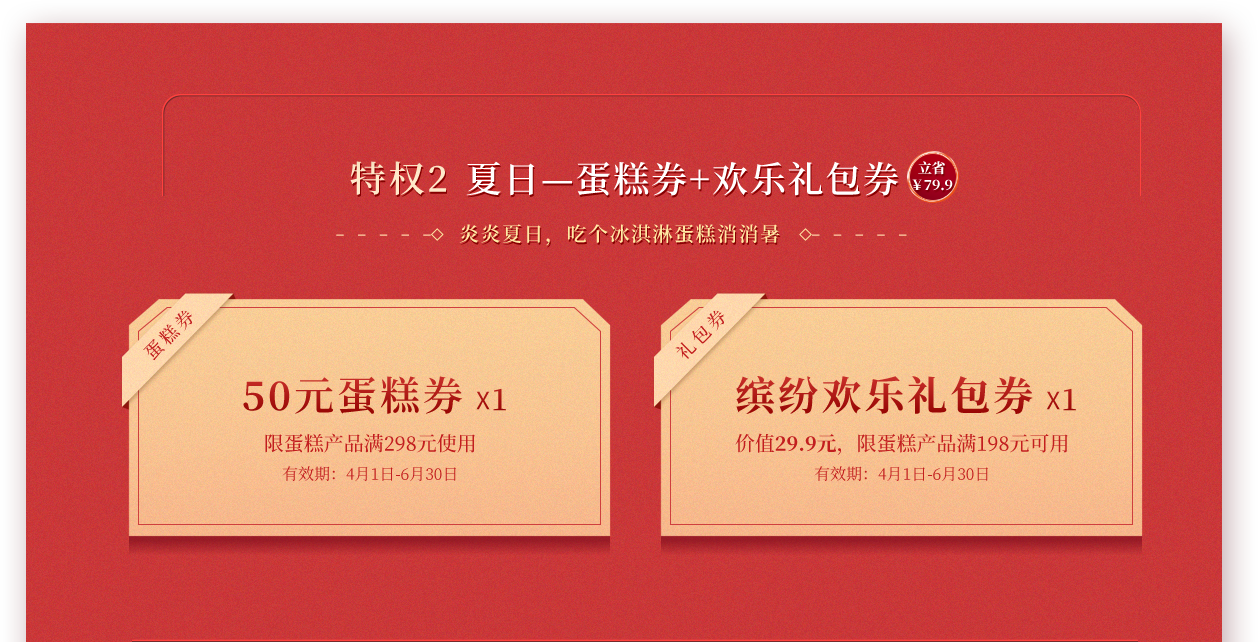 特权2 夏日—蛋糕券+欢乐礼包券
立省
¥79.9
炎炎夏日，吃个冰淇淋蛋糕消消暑
蛋糕券
50元蛋糕券 X1
限蛋糕产品满298元使用
有效期：4月1日-6月30日
礼包券
缤纷欢乐礼包券 X1
价值29.9元，限蛋糕产品满198元可用
有效期：4月1日-6月30日